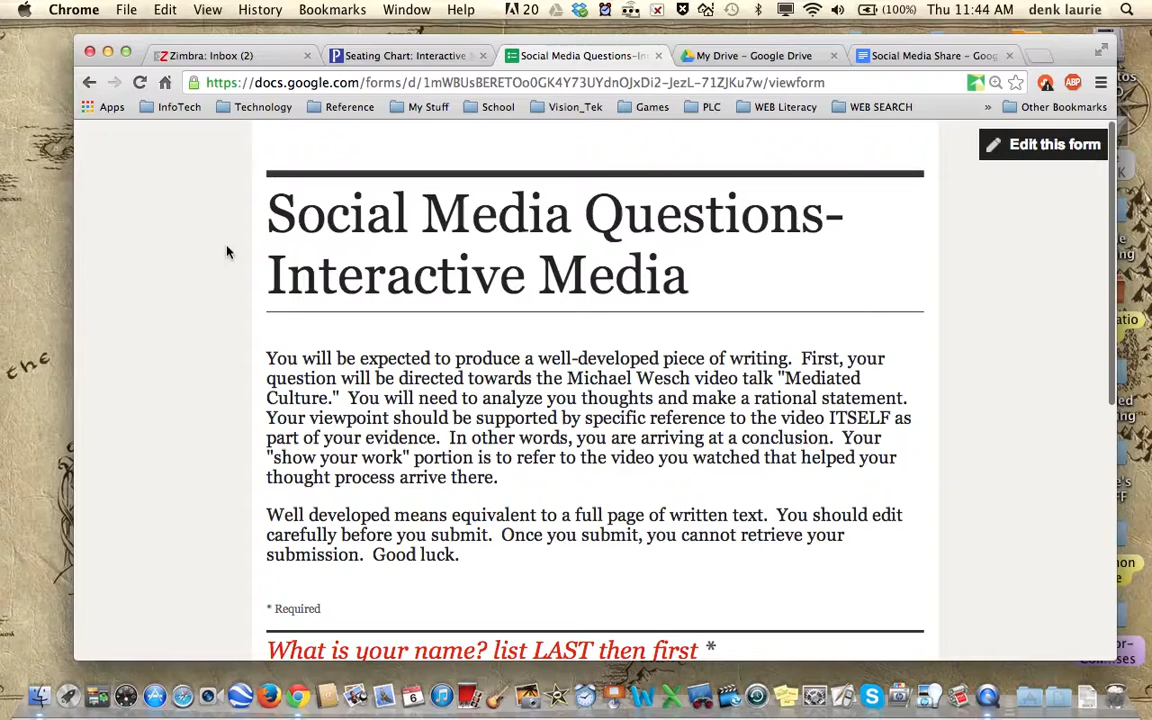 Chrome File Edit View History Bookmarks Window Help 20 (100%) Thu 11:44 AM denk laurie
Zimbra: Inbox (2) Seating Chart: Interactive Social Media Questions-In My Drive – Google Drive Social Media Share – Goog
https://docs.google.com/forms/d/1mWBUsBERETOo0GK4Y73UYdnOJxDi2-JezL-71ZJKu7w/viewform
Apps InfoTech Technology Reference My Stuff School Vision_Tek Games PLC WEB Literacy WEB SEARCH » Other Bookmarks
Edit this form
Social Media Questions-
Interactive Media
You will be expected to produce a well-developed piece of writing. First, your
question will be directed towards the Michael Wesch video talk "Mediated
Culture." You will need to analyze you thoughts and make a rational statement.
Your viewpoint should be supported by specific reference to the video ITSELF as
part of your evidence. In other words, you are arriving at a conclusion. Your
"show your work" portion is to refer to the video you watched that helped your
thought process arrive there.
Well developed means equivalent to a full page of written text. You should edit
carefully before you submit. Once you submit, you cannot retrieve your
submission. Good luck.
* Required
What is your name? list LAST then first *
the